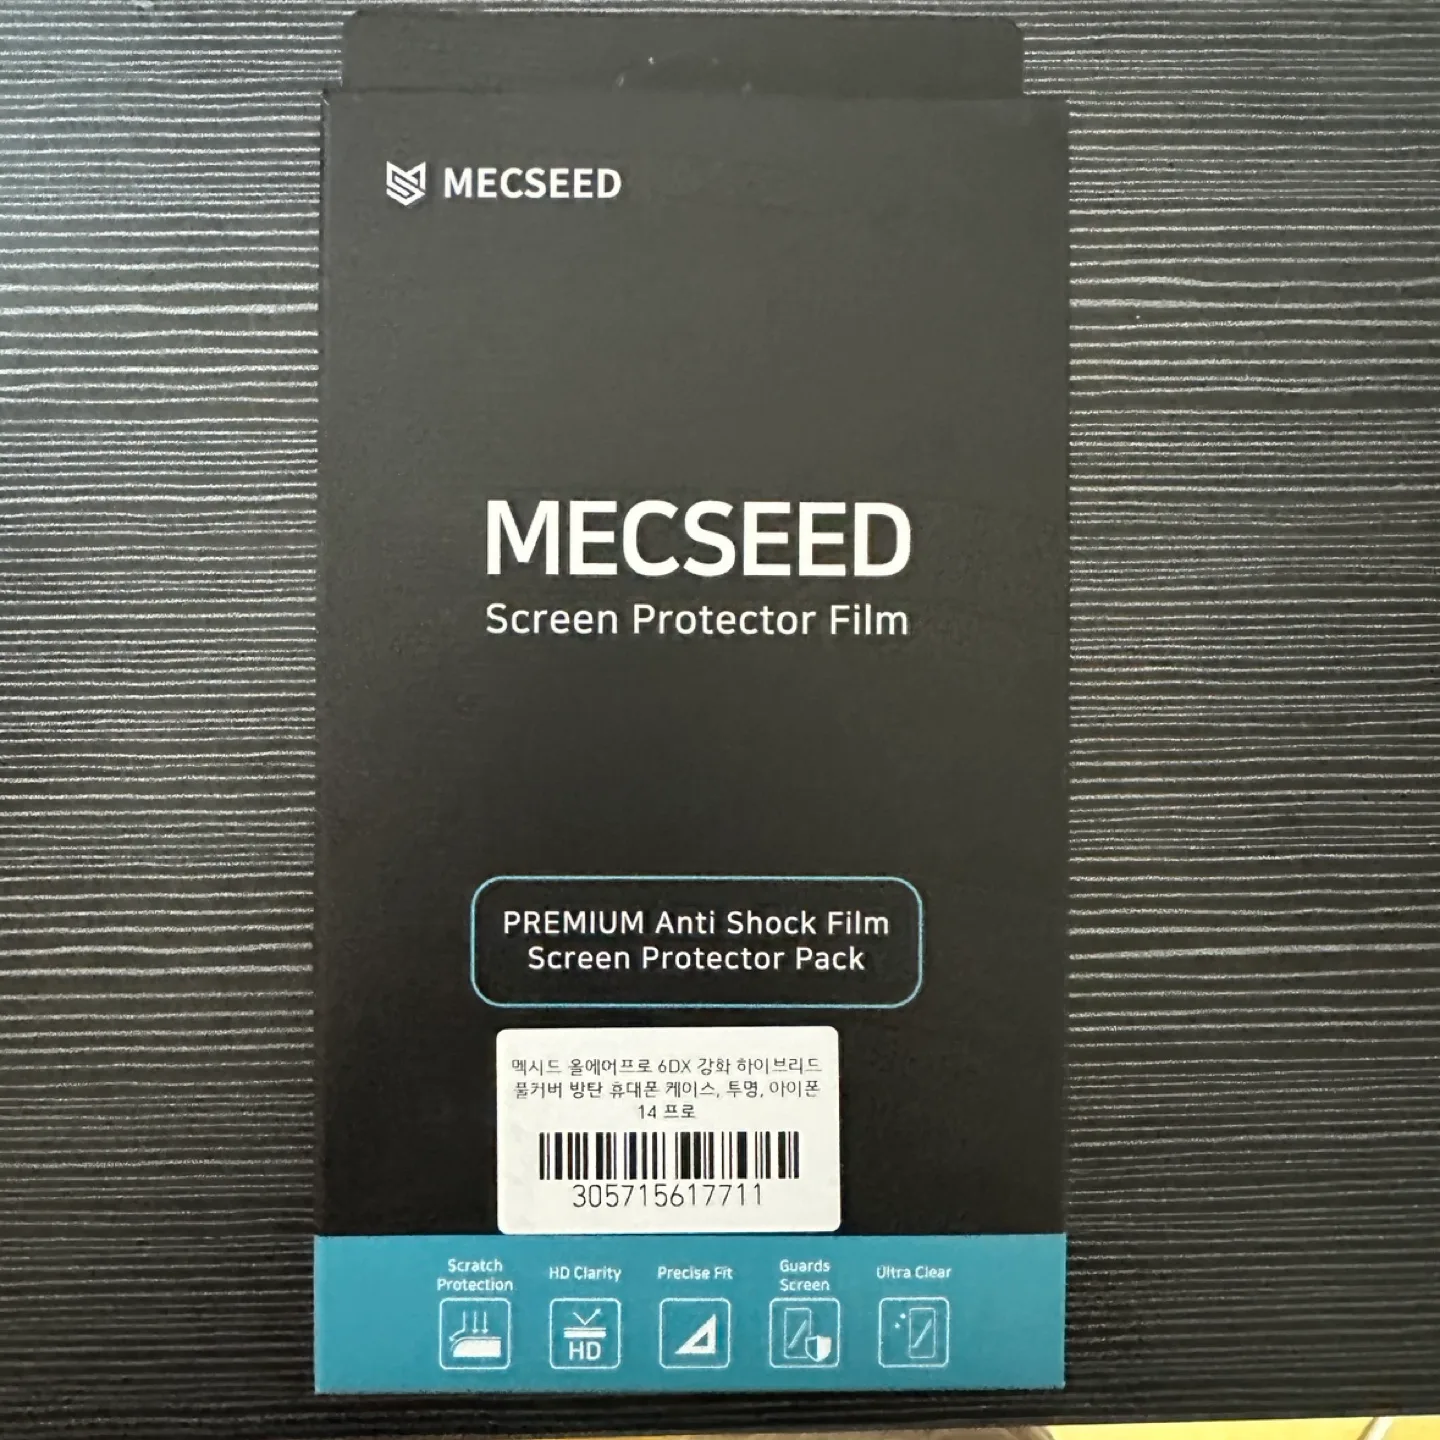 MECSEED
MECSEED
Screen Protector Film
PREMIUM Anti Shock Film
Screen Protector Pack
멕시드 올에어프로 6DX 강화 하이브리드
풀커버 방탄 휴대폰 케이스, 투명, 아이폰
14 프로
305715617711
Scratch
Protection
HD Clarity
Precise Fit
Guards
Screen
Ultra Clear
HD